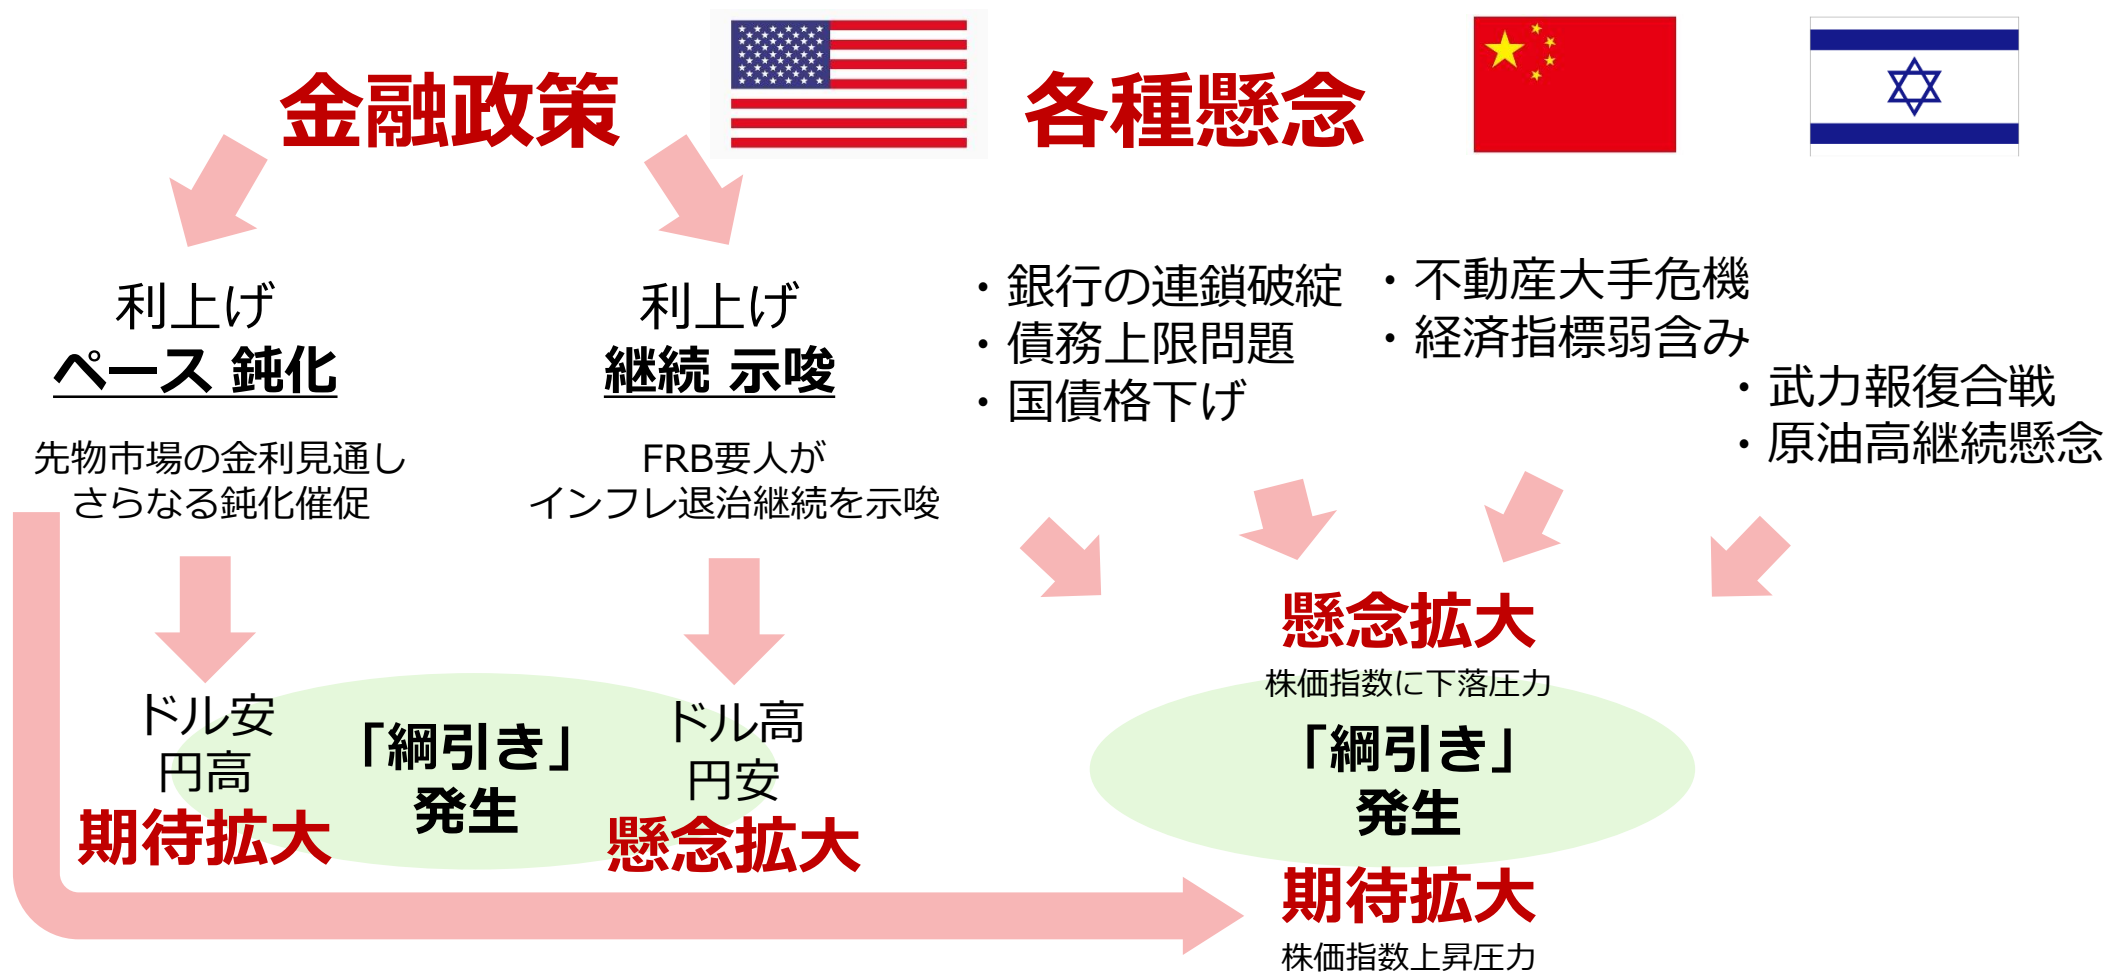 金融政策
各種懸念
利上げ
ペース 鈍化
先物市場の金利見通し
さらなる鈍化催促
利上げ
継続 示唆
FRB要人が
インフレ退治継続を示唆
・銀行の連鎖破綻
・債務上限問題
・国債格下げ
・不動産大手危機
・経済指標弱含み
・武力報復合戦
・原油高継続懸念
ドル安
円高
期待拡大
「綱引き」
発生
ドル高
円安
懸念拡大
懸念拡大
株価指数に下落圧力
「綱引き」
発生
期待拡大
株価指数上昇圧力